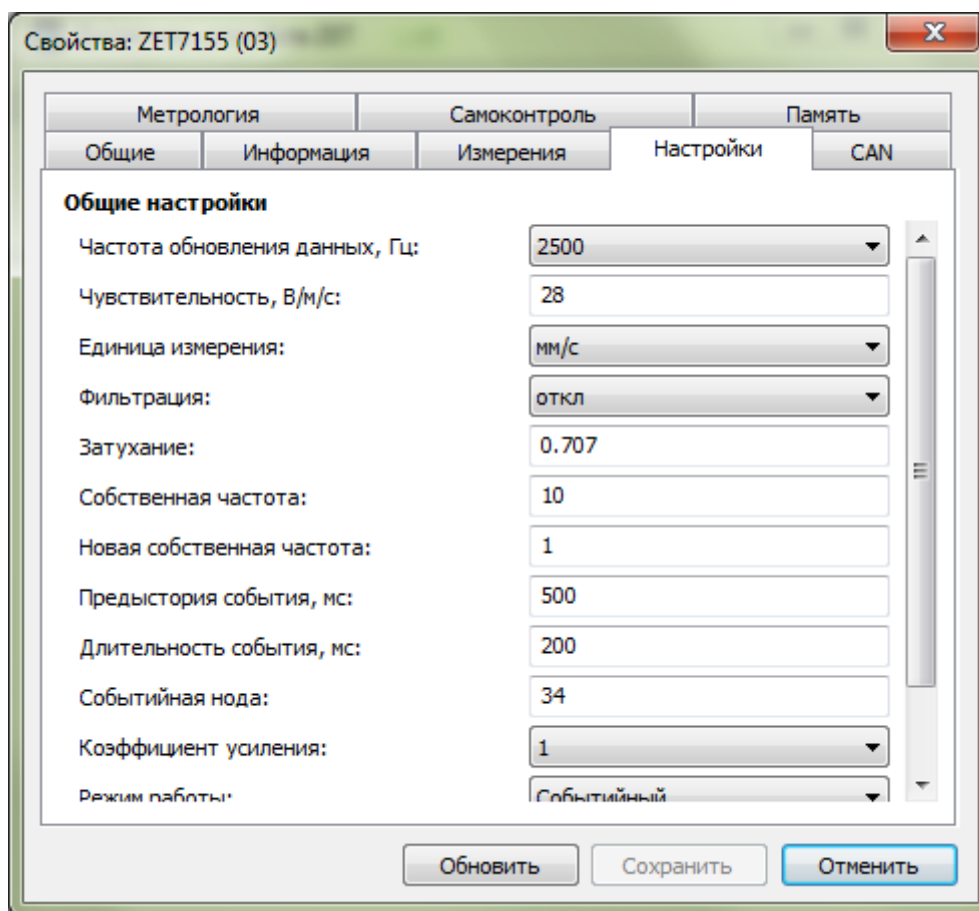 Свойства: ZET7155 (03)
Метрология Самоконтроль Память
Общие Информация Измерения Настройки CAN
Общие настройки
Частота обновления данных, Гц: 2500
Чувствительность, В/м/с: 28
Единица измерения: мм/с
Фильтрация: откл
Затухание: 0.707
Собственная частота: 10
Новая собственная частота: 1
Предыстория события, мс: 500
Длительность события, мс: 200
Событийная нода: 34
Коэффициент усиления: 1
Режим работы: Событийный
Обновить Сохранить Отменить